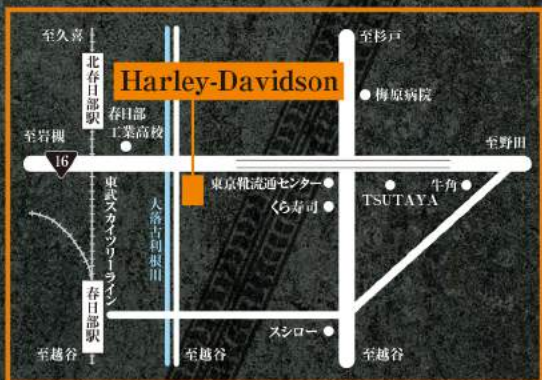 至久喜
至杉戸
北春日部駅
Harley-Davidson
梅原病院
春日部
工業高校
至岩槻
至野田
16
東武スカイツリーライン
大落古利根川
東京靴流通センター
TSUTAYA
牛角
くら寿司
春日部駅
スシロー
至越谷
至越谷
至越谷